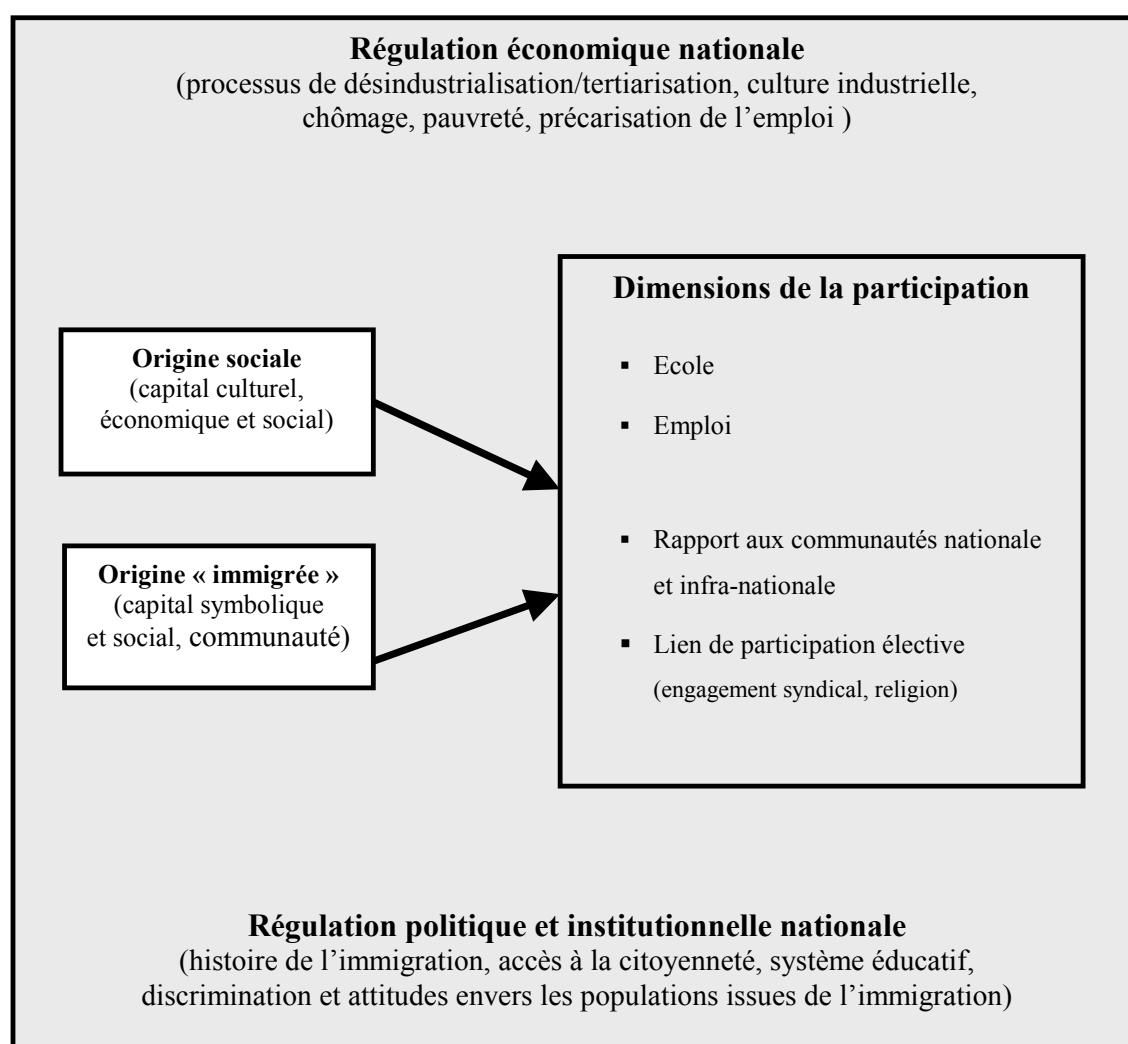 Régulation économique nationale
(processus de désindustrialisation/tertiarisation, culture industrielle,
chômage, pauvreté, précarisation de l’emploi )
Origine sociale
(capital culturel,
économique et social)
Origine « immigrée »
(capital symbolique
et social, communauté)
Dimensions de la participation
▪ Ecole
▪ Emploi
▪ Rapport aux communautés nationale
et infra-nationale
▪ Lien de participation élective
(engagement syndical, religion)
Régulation politique et institutionnelle nationale
(histoire de l’immigration, accès à la citoyenneté, système éducatif,
discrimination et attitudes envers les populations issues de l’immigration)